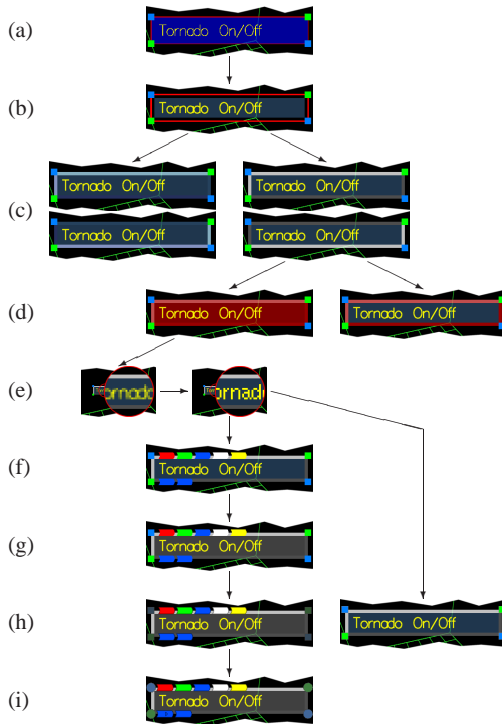 (a)
Tornado On/Off
(b)
Tornado On/Off
Tornado On/Off Tornado On/Off
(c)
Tornado On/Off Tornado On/Off
(d)
Tornado On/Off Tornado On/Off
(e)
ornado ornado
(f)
Tornado On/Off
(g)
Tornado On/Off
(h)
Tornado On/Off Tornado On/Off
(i)
Tornado On/Off